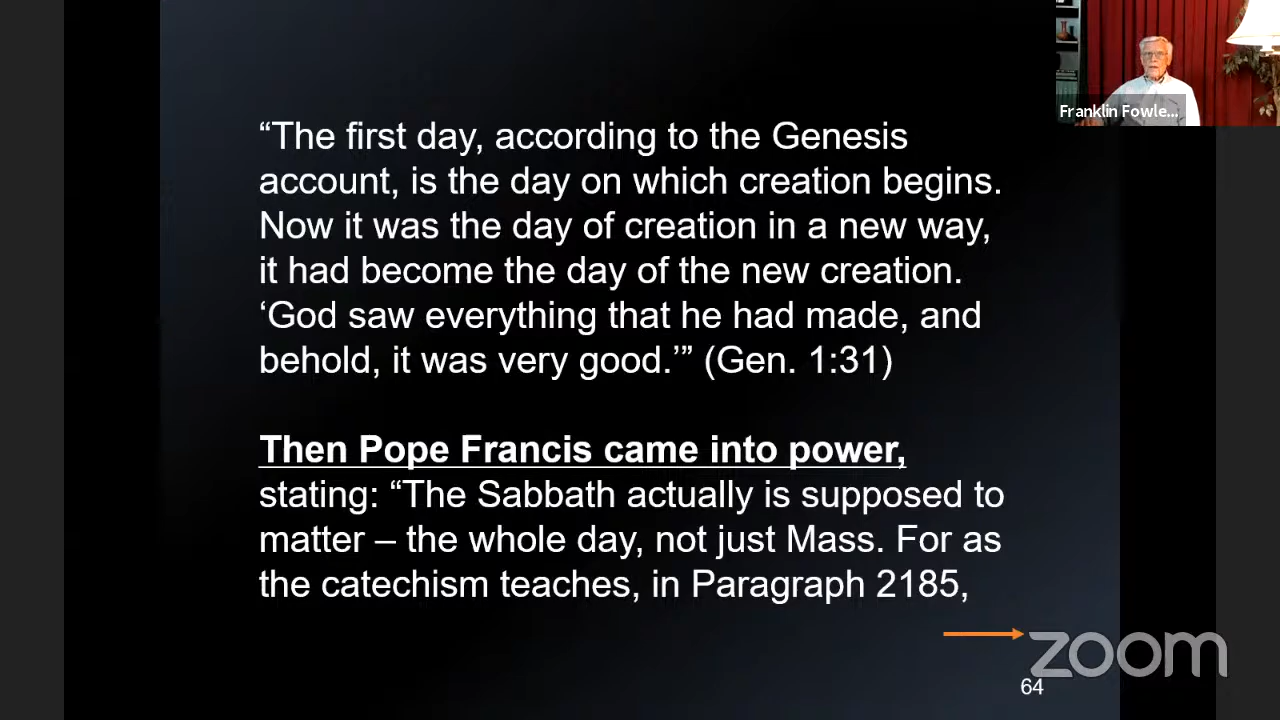 “The first day, according to the Genesis
account, is the day on which creation begins.
Now it was the day of creation in a new way,
it had become the day of the new creation.
‘God saw everything that he had made, and
behold, it was very good.’” (Gen. 1:31)
Then Pope Francis came into power,
stating: “The Sabbath actually is supposed to
matter – the whole day, not just Mass. For as
the catechism teaches, in Paragraph 2185,
Franklin Fowle...
zoom
64